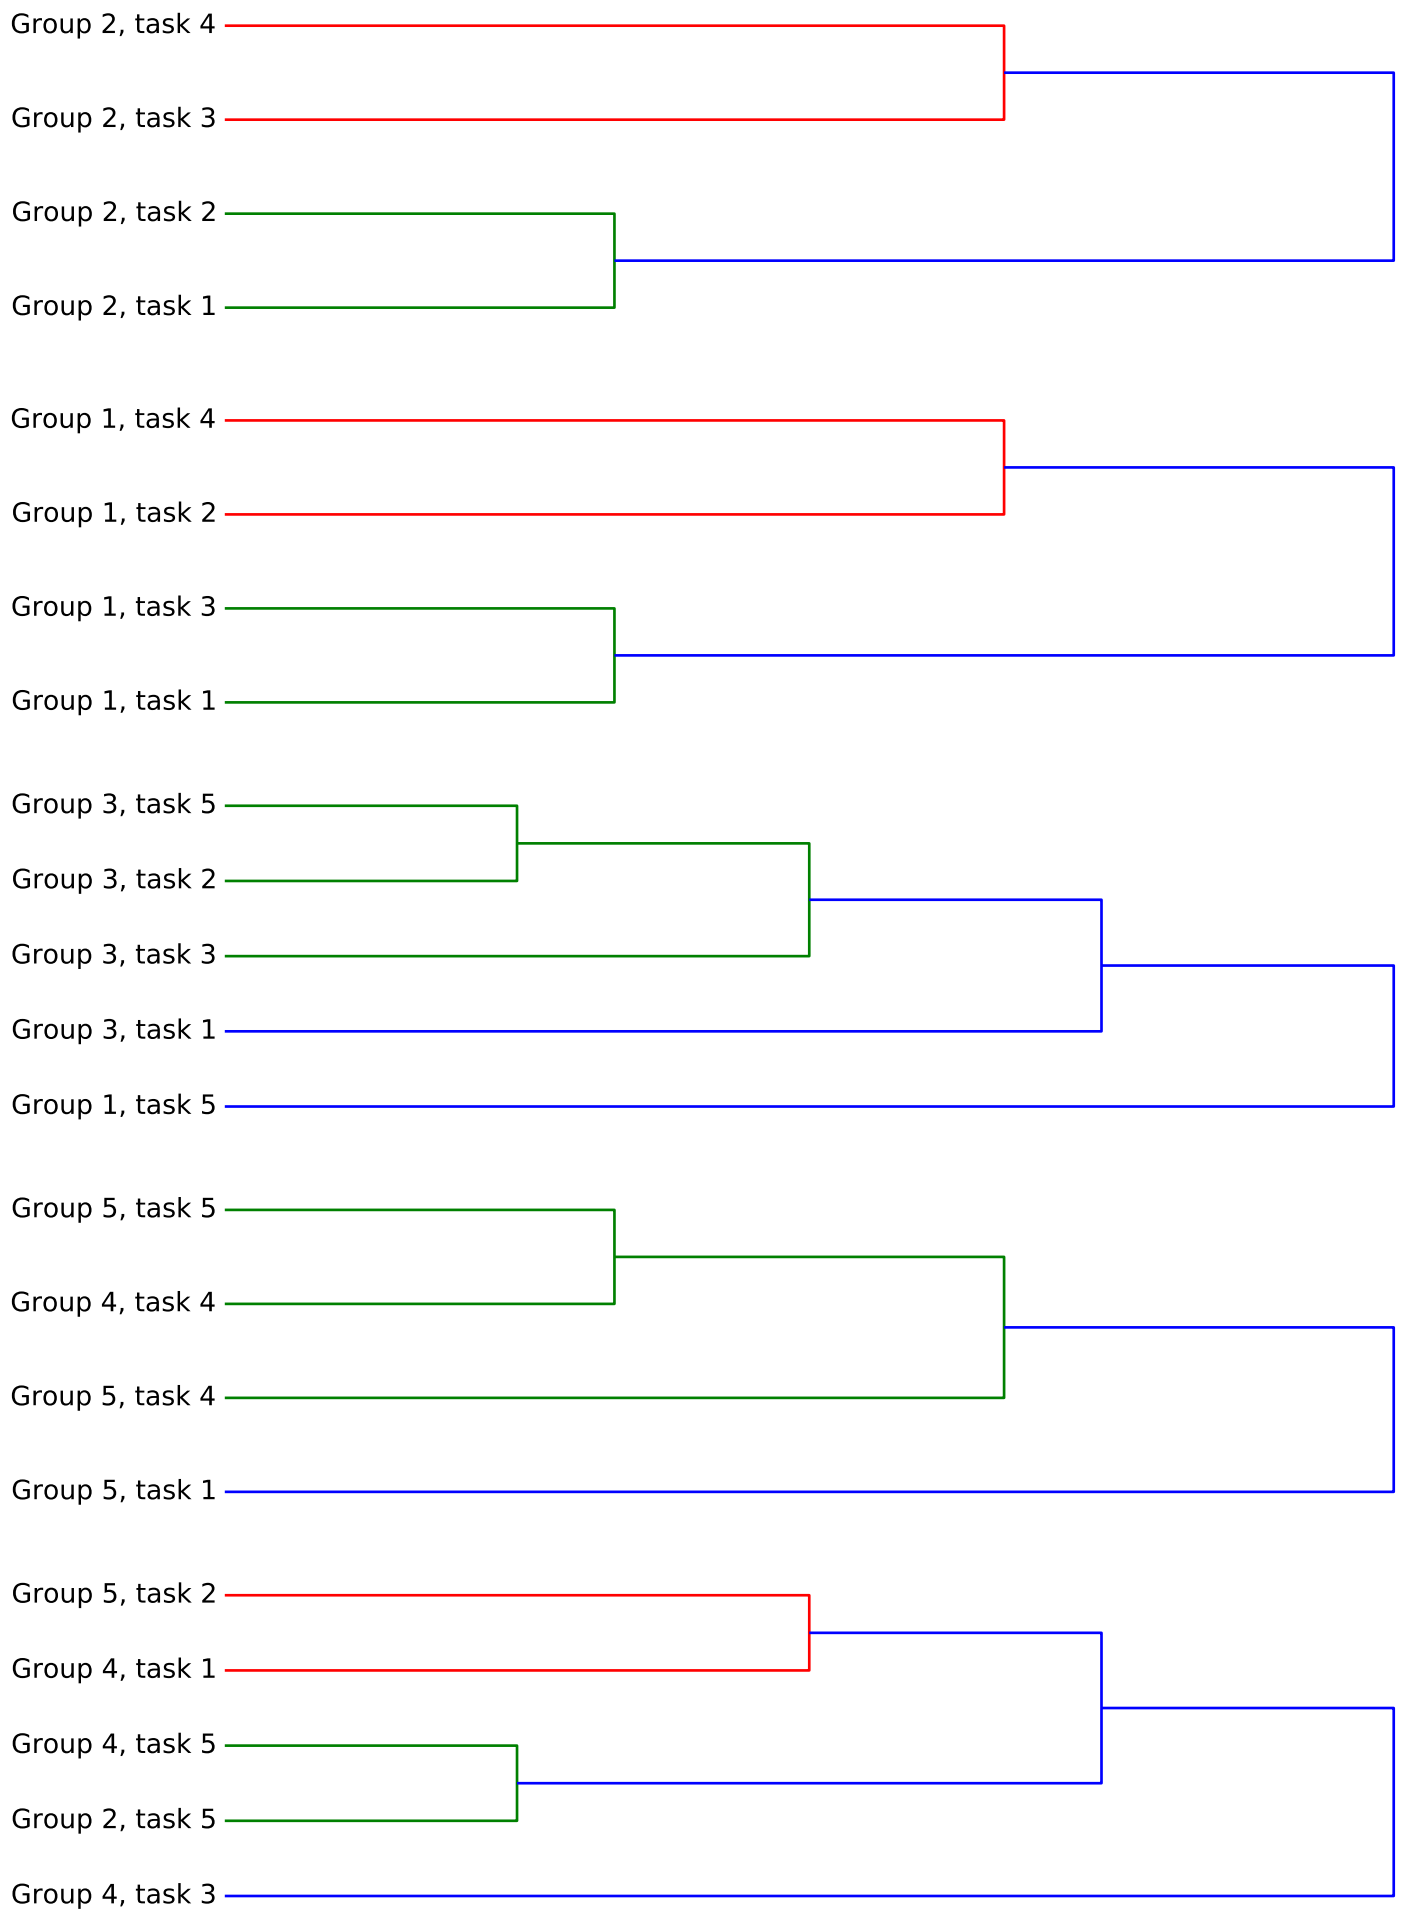 Group 2, task 4
Group 2, task 3
Group 2, task 2
Group 2, task 1
Group 1, task 4
Group 1, task 2
Group 1, task 3
Group 1, task 1
Group 3, task 5
Group 3, task 2
Group 3, task 3
Group 3, task 1
Group 1, task 5
Group 5, task 5
Group 4, task 4
Group 5, task 4
Group 5, task 1
Group 5, task 2
Group 4, task 1
Group 4, task 5
Group 2, task 5
Group 4, task 3